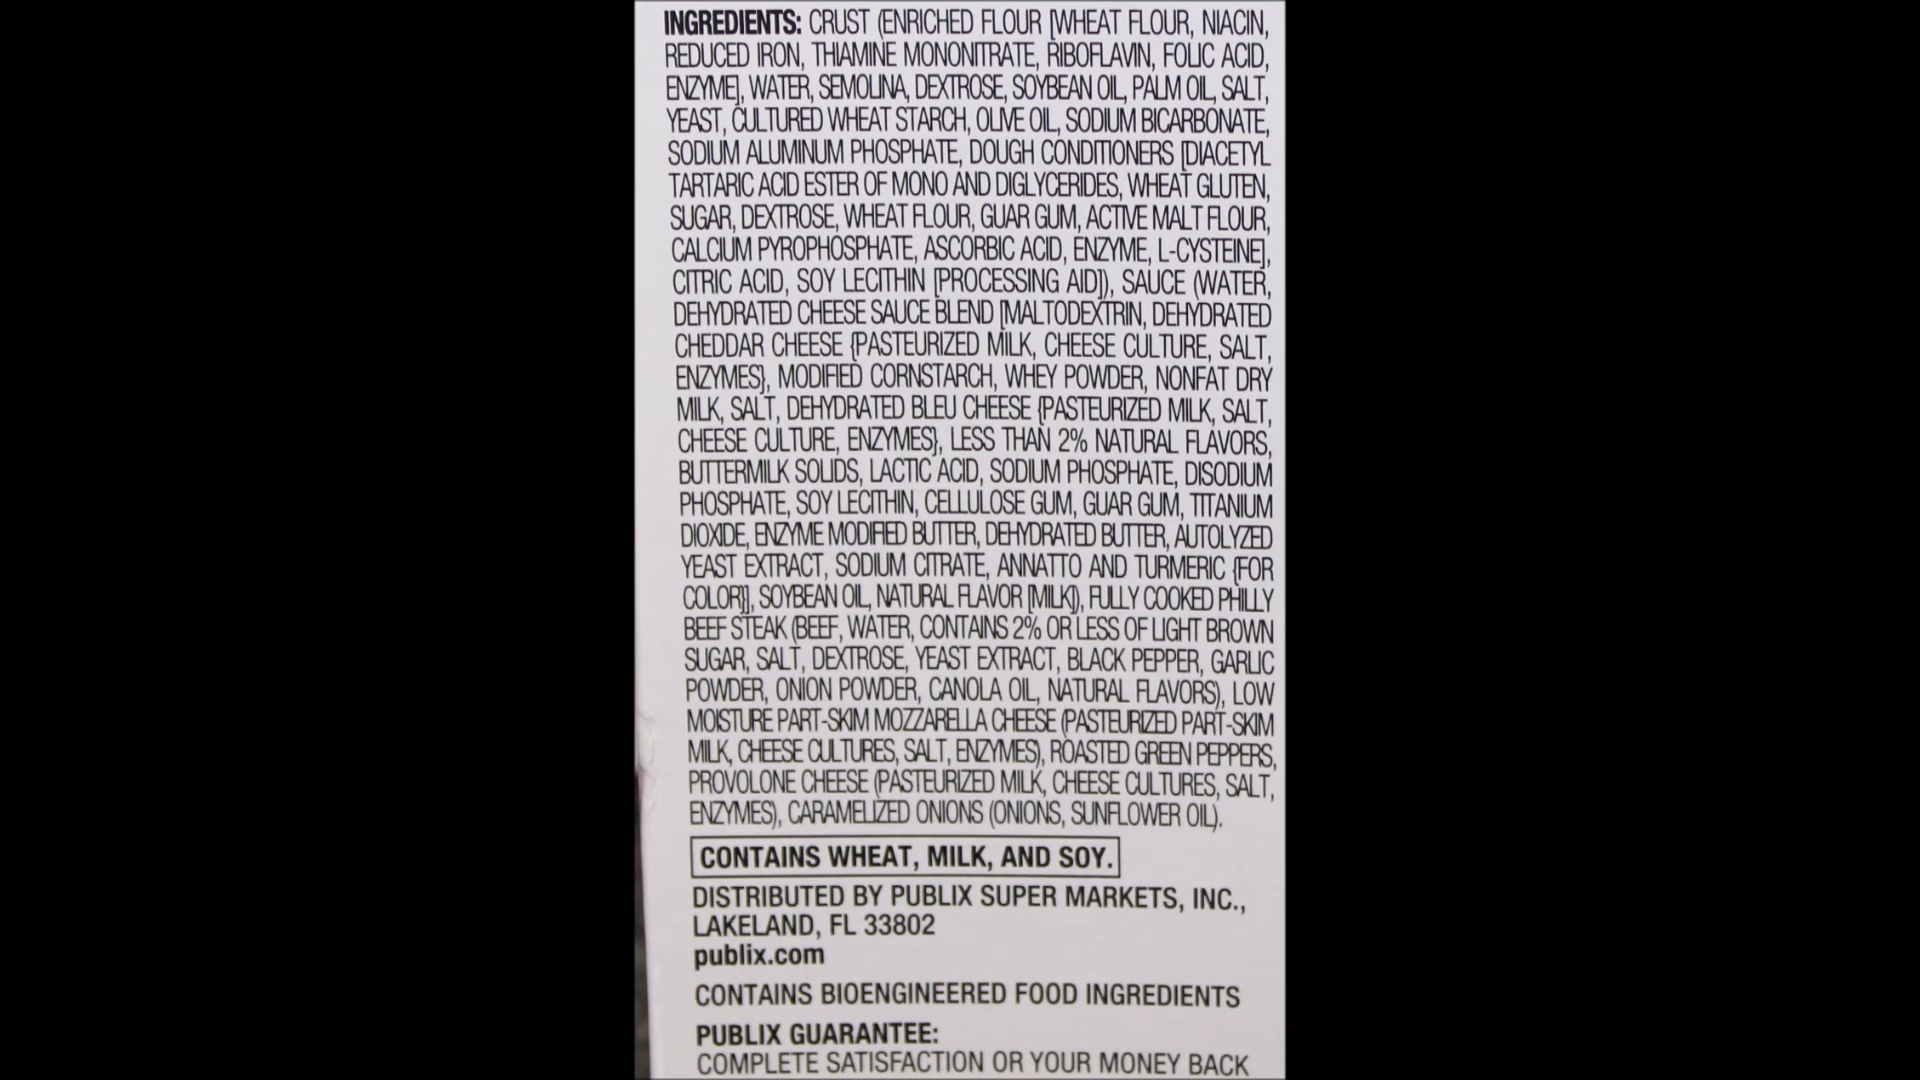 INGREDIENTS: CRUST (ENRICHED FLOUR [WHEAT FLOUR, NIACIN,
REDUCED IRON, THIAMINE MONONITRATE, RIBOFLAVIN, FOLIC ACID,
ENZYME], WATER, SEMOLINA, DEXTROSE, SOYBEAN OIL, PALM OIL, SALT,
YEAST, CULTURED WHEAT STARCH, OLIVE OIL, SODIUM BICARBONATE,
SODIUM ALUMINUM PHOSPHATE, DOUGH CONDITIONERS [DIACETYL
TARTARIC ACID ESTER OF MONO AND DIGLYCERIDES, WHEAT GLUTEN,
SUGAR, DEXTROSE, WHEAT FLOUR, GUAR GUM, ACTIVE MALT FLOUR,
CALCIUM PYROPHOSPHATE, ASCORBIC ACID, ENZYME, L-CYSTEINE],
CITRIC ACID, SOY LECITHIN [PROCESSING AID]), SAUCE (WATER,
DEHYDRATED CHEESE SAUCE BLEND [MALTODEXTRIN, DEHYDRATED
CHEDDAR CHEESE {PASTEURIZED MILK, CHEESE CULTURE, SALT,
ENZYMES}, MODIFIED CORNSTARCH, WHEY POWDER, NONFAT DRY
MILK, SALT, DEHYDRATED BLEU CHEESE {PASTEURIZED MILK, SALT,
CHEESE CULTURE, ENZYMES}, LESS THAN 2% NATURAL FLAVORS,
BUTTERMILK SOLIDS, LACTIC ACID, SODIUM PHOSPHATE, DISODIUM
PHOSPHATE, SOY LECITHIN, CELLULOSE GUM, GUAR GUM, TITANIUM
DIOXIDE, ENZYME MODIFIED BUTTER, DEHYDRATED BUTTER, AUTOLYZED
YEAST EXTRACT, SODIUM CITRATE, ANNATTO AND TURMERIC {FOR
COLOR}], SOYBEAN OIL, NATURAL FLAVOR [MILK]), FULLY COOKED PHILLY
BEEF STEAK (BEEF, WATER, CONTAINS 2% OR LESS OF LIGHT BROWN
SUGAR, SALT, DEXTROSE, YEAST EXTRACT, BLACK PEPPER, GARLIC
POWDER, ONION POWDER, CANOLA OIL, NATURAL FLAVORS), LOW
MOISTURE PART-SKIM MOZZARELLA CHEESE (PASTEURIZED PART-SKIM
MILK, CHEESE CULTURES, SALT, ENZYMES), ROASTED GREEN PEPPERS,
PROVOLONE CHEESE (PASTEURIZED MILK, CHEESE CULTURES, SALT,
ENZYMES), CARAMELIZED ONIONS (ONIONS, SUNFLOWER OIL).
CONTAINS WHEAT, MILK, AND SOY.
DISTRIBUTED BY PUBLIX SUPER MARKETS, INC.,
LAKELAND, FL 33802
publix.com
CONTAINS BIOENGINEERED FOOD INGREDIENTS
PUBLIX GUARANTEE:
COMPLETE SATISFACTION OR YOUR MONEY BACK